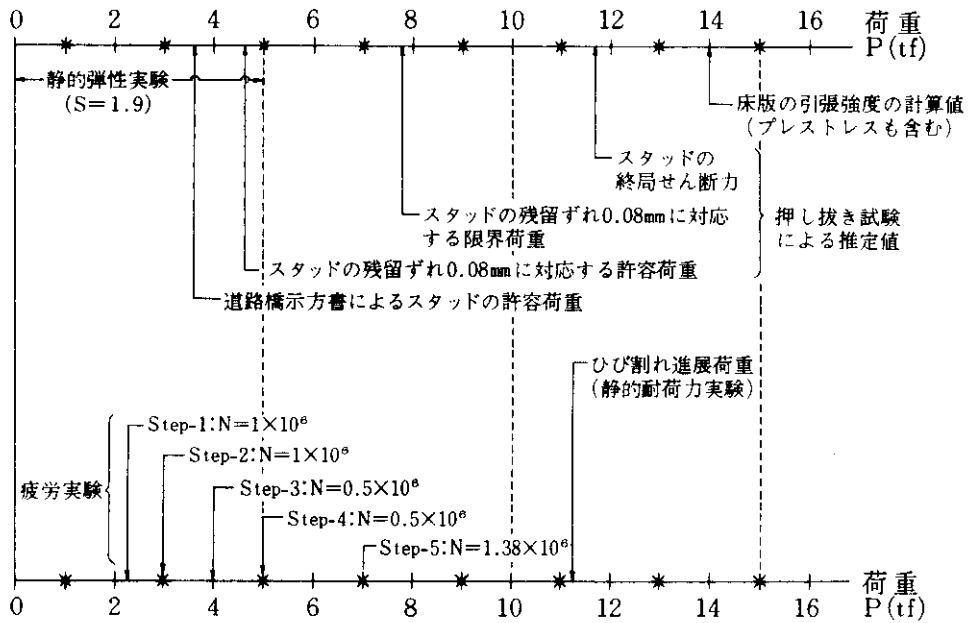 0 2 4 6 8 10 12 14 16 荷重
P(tf)
静的弾性実験
(S=1.9)
床版の引張強度の計算値
(プレストレスも含む)
スタッドの
終局せん断力
スタッドの残留ずれ0.08㎜に対応
する限界荷重
押し抜き試験
による推定値
スタッドの残留ずれ0.08㎜に対応する許容荷重
道路橋示方書によるスタッドの許容荷重
ひび割れ進展荷重
(静的耐荷力実験)
疲労実験
Step-1:N=1×10⁶
Step-2:N=1×10⁶
Step-3:N=0.5×10⁶
Step-4:N=0.5×10⁶
Step-5:N=1.38×10⁶
0 2 4 6 8 10 12 14 16 荷重
P(tf)